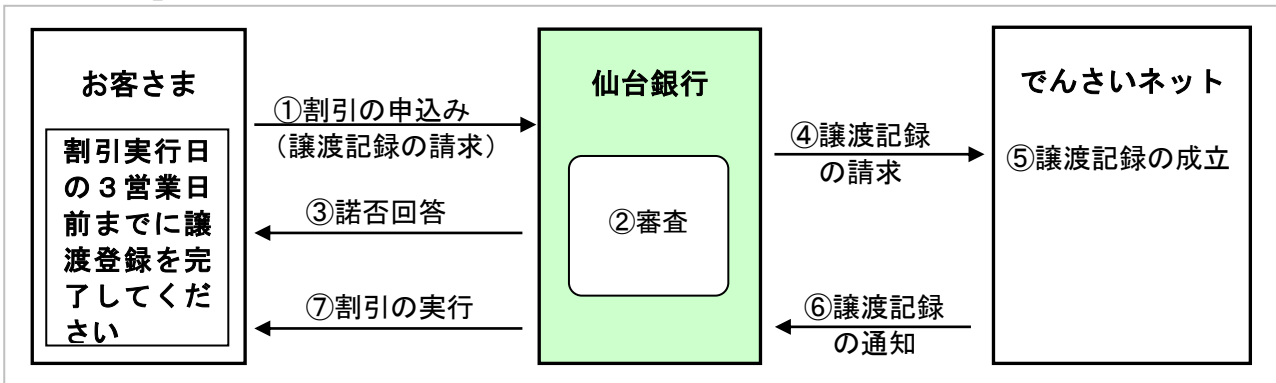 お客さま
割引実行日
の３営業日
前までに譲
渡登録を完
了してくだ
さい
①割引の申込み
（譲渡記録の請求）
③諾否回答
⑦割引の実行
仙台銀行
②審査
④譲渡記録
の請求
⑥譲渡記録
の通知
でんさいネット
⑤譲渡記録の成立